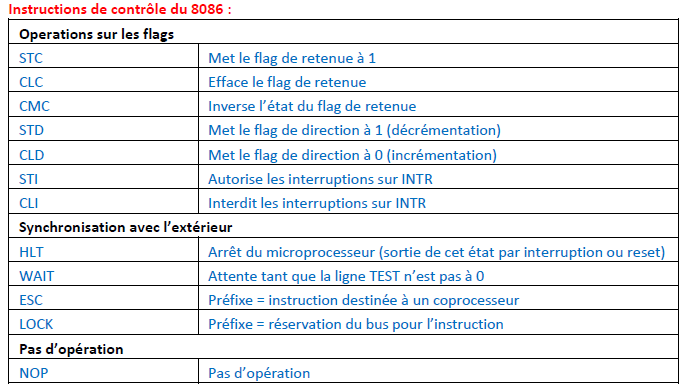 Instructions de contrôle du 8086 :
Operations sur les flags
STC Met le flag de retenue à 1
CLC Efface le flag de retenue
CMC Inverse l’état du flag de retenue
STD Met le flag de direction à 1 (décrémentation)
CLD Met le flag de direction à 0 (incrémentation)
STI Autorise les interruptions sur INTR
CLI Interdit les interruptions sur INTR
Synchronisation avec l’extérieur
HLT Arrêt du microprocesseur (sortie de cet état par interruption ou reset)
WAIT Attente tant que la ligne TEST n’est pas à 0
ESC Préfixe = instruction destinée à un coprocesseur
LOCK Préfixe = réservation du bus pour l’instruction
Pas d’opération
NOP Pas d’opération